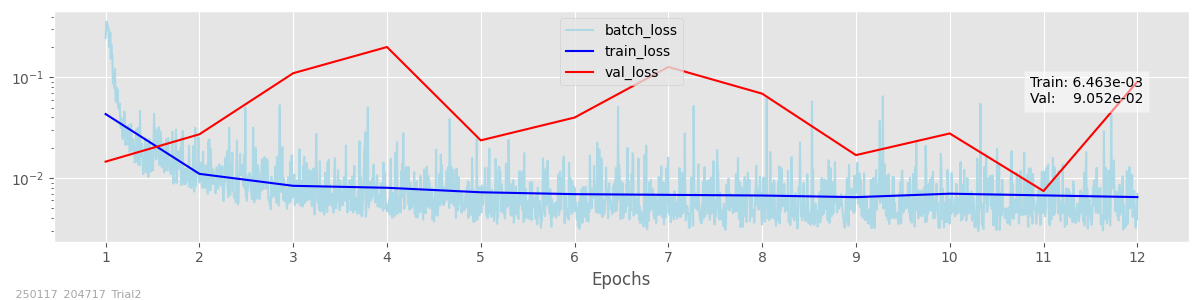 batch_loss
train_loss
val_loss
10^-1
10^-2
Train: 6.463e-03
Val: 9.052e-02
1 2 3 4 5 6 7 8 9 10 11 12
Epochs
250117_204717_Trial2